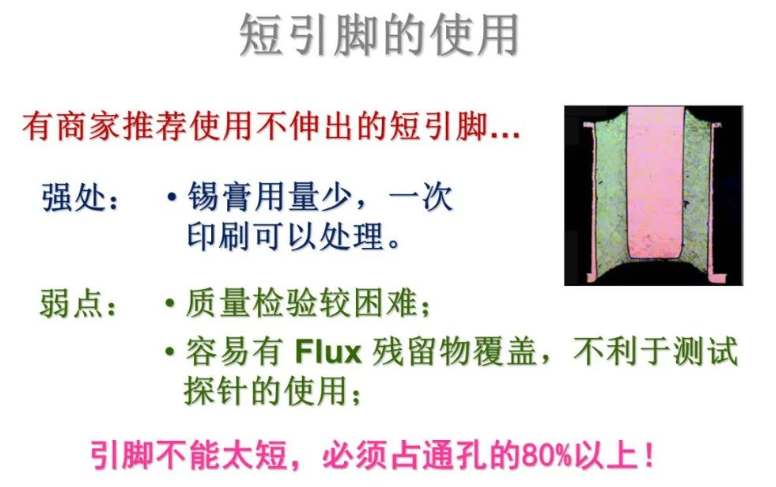 短引脚的使用
有商家推荐使用不伸出的短引脚...
强处： • 锡膏用量少，一次
印刷可以处理。
弱点： • 质量检验较困难；
• 容易有 Flux 残留物覆盖，不利于测试
探针的使用；
引脚不能太短，必须占通孔的80%以上！